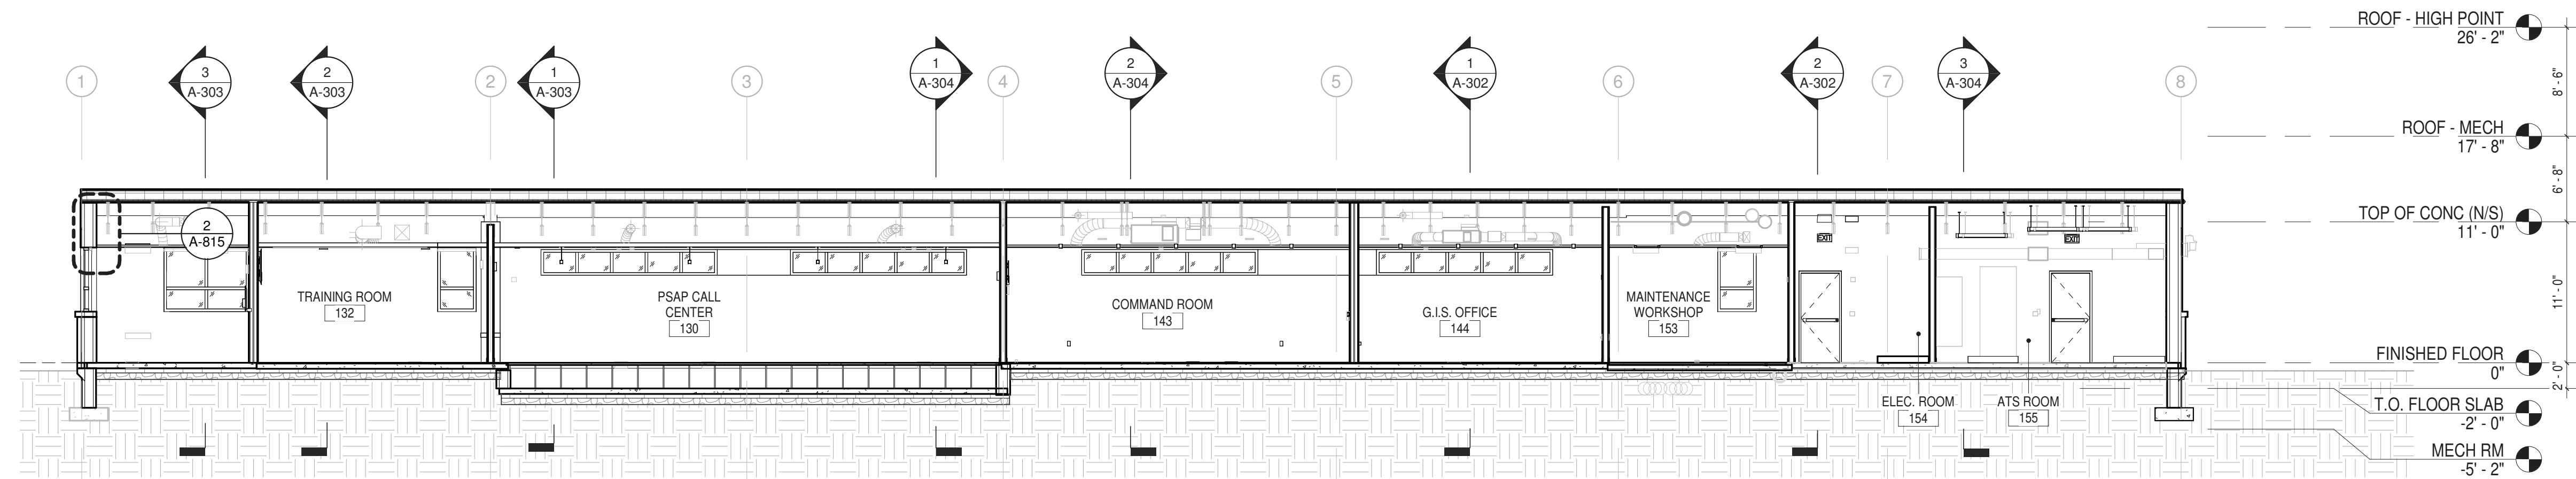 ROOF - HIGH POINT
26' - 2"
8' - 6"
1
3
A-303
2
A-303
2
1
A-303
3
1
A-304
4
2
A-304
5
1
A-302
6
2
A-302
7
3
A-304
8
ROOF - MECH
17' - 8"
6' - 8"
TOP OF CONC (N/S)
11' - 0"
11' - 0"
2
A-815
EXIT
EXIT
TRAINING ROOM
132
PSAP CALL
CENTER
130
COMMAND ROOM
143
G.I.S. OFFICE
144
MAINTENANCE
WORKSHOP
153
FINISHED FLOOR
0"
2' - 0"
ELEC. ROOM
154
ATS ROOM
155
T.O. FLOOR SLAB
-2' - 0"
MECH RM
-5' - 2"